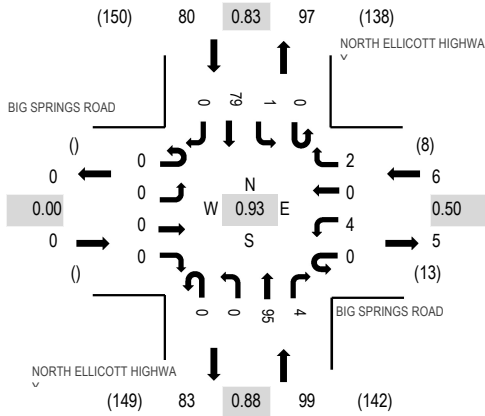 (150) 80 0.83 97 (138)
NORTH ELLICOTT HIGHWA
Y
BIG SPRINGS ROAD
0 79 1 0
() 0 2 (8)
0 0 N 0 6
0.00 W 0.93 E 0.50
0 0 S 4 5
() 0 0 (13)
0 0 95 4
BIG SPRINGS ROAD
NORTH ELLICOTT HIGHWA
Y
(149) 83 0.88 99 (142)